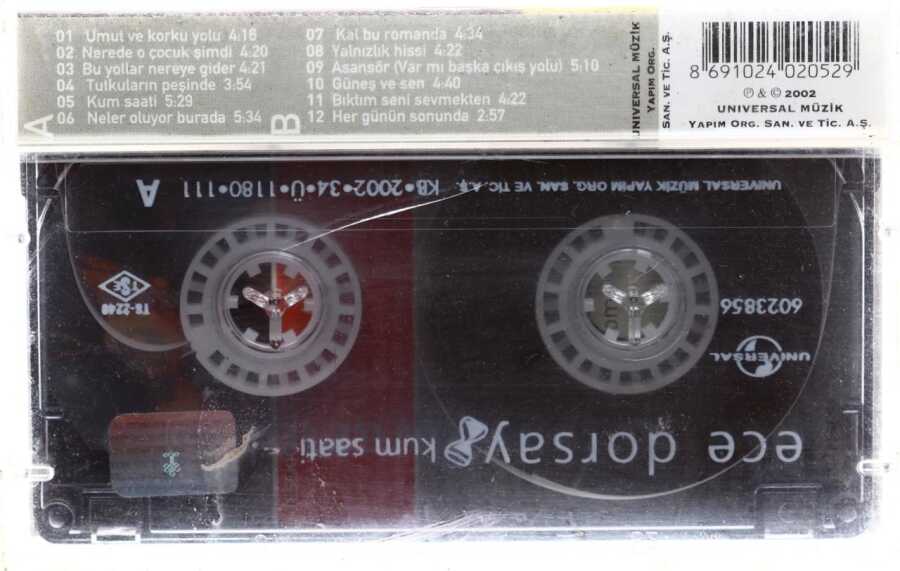 01 Umut ve korku yolu 4:18
02 Nerede o çocuk şimdi 4:20
03 Bu yollar nereye gider 4:21
04 Tutkuların peşinde 3:54
05 Kum saati 5:29
06 Neler oluyor burada 5:34
A
07 Kal bu romanda 4:34
08 Yalnızlık hissi 4:22
09 Asansör (Var mı başka çıkış yolu) 5:10
10 Güneş ve sen 4:40
11 Bıktım seni sevmekten 4:22
12 Her günün sonunda 2:57
B
UNIVERSAL MÜZİK
YAPIM ORG.
SAN. VE TİC. A.Ş.
8 691024 020529
℗ & © 2002
UNIVERSAL MÜZİK
YAPIM ORG. SAN. VE TİC. A.Ş.
UNIVERSAL MÜZİK YAPIM ORG. SAN. VE TİC. A.Ş. KB•2002•34•Ü•1180•111 A
TSE
TS-2240
6023856
UNIVERSAL
ece dorsay kum saati